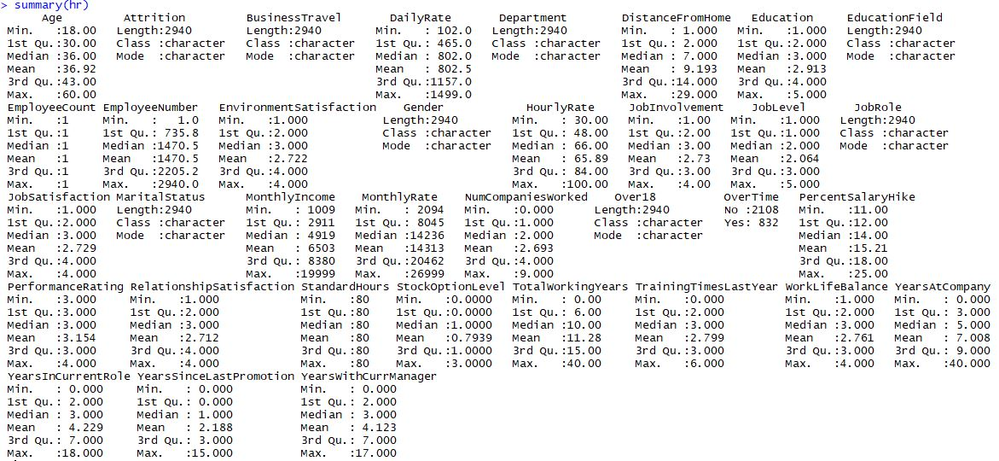 > summary(hr)
Age Attrition BusinessTravel DailyRate Department DistanceFromHome Education EducationField
Min. :18.00 Length:2940 Length:2940 Min. : 102.0 Length:2940 Min. : 1.000 Min. :1.000 Length:2940
1st Qu.:30.00 Class :character Class :character 1st Qu.: 465.0 Class :character 1st Qu.: 2.000 1st Qu.:2.000 Class :character
Median :36.00 Mode :character Mode :character Median : 802.0 Mode :character Median : 7.000 Median :3.000 Mode :character
Mean :36.92 Mean : 802.5 Mean : 9.193 Mean :2.913
3rd Qu.:43.00 3rd Qu.:1157.0 3rd Qu.:14.000 3rd Qu.:4.000
Max. :60.00 Max. :1499.0 Max. :29.000 Max. :5.000
EmployeeCount EmployeeNumber EnvironmentSatisfaction Gender HourlyRate JobInvolvement JobLevel JobRole
Min. :1 Min. : 1.0 Min. :1.000 Length:2940 Min. : 30.00 Min. :1.00 Min. :1.000 Length:2940
1st Qu.:1 1st Qu.: 735.8 1st Qu.:2.000 Class :character 1st Qu.: 48.00 1st Qu.:2.00 1st Qu.:1.000 Class :character
Median :1 Median :1470.5 Median :3.000 Mode :character Median : 66.00 Median :3.00 Median :2.000 Mode :character
Mean :1 Mean :1470.5 Mean :2.722 Mean : 65.89 Mean :2.73 Mean :2.064
3rd Qu.:1 3rd Qu.:2205.2 3rd Qu.:4.000 3rd Qu.: 84.00 3rd Qu.:3.00 3rd Qu.:3.000
Max. :1 Max. :2940.0 Max. :4.000 Max. :100.00 Max. :4.00 Max. :5.000
JobSatisfaction MaritalStatus MonthlyIncome MonthlyRate NumCompaniesWorked Over18 OverTime PercentSalaryHike
Min. :1.000 Length:2940 Min. : 1009 Min. : 2094 Min. :0.000 Length:2940 No :2108 Min. :11.00
1st Qu.:2.000 Class :character 1st Qu.: 2911 1st Qu.: 8045 1st Qu.:1.000 Class :character Yes: 832 1st Qu.:12.00
Median :3.000 Mode :character Median : 4919 Median :14236 Median :2.000 Mode :character Median :14.00
Mean :2.729 Mean : 6503 Mean :14313 Mean :2.693 Mean :15.21
3rd Qu.:4.000 3rd Qu.: 8380 3rd Qu.:20462 3rd Qu.:4.000 3rd Qu.:18.00
Max. :4.000 Max. :19999 Max. :26999 Max. :9.000 Max. :25.00
PerformanceRating RelationshipSatisfaction StandardHours StockOptionLevel TotalWorkingYears TrainingTimesLastYear WorkLifeBalance YearsAtCompany
Min. :3.000 Min. :1.000 Min. :80 Min. :0.0000 Min. : 0.00 Min. :0.000 Min. :1.000 Min. : 0.000
1st Qu.:3.000 1st Qu.:2.000 1st Qu.:80 1st Qu.:0.0000 1st Qu.: 6.00 1st Qu.:2.000 1st Qu.:2.000 1st Qu.: 3.000
Median :3.000 Median :3.000 Median :80 Median :1.0000 Median :10.00 Median :3.000 Median :3.000 Median : 5.000
Mean :3.154 Mean :2.712 Mean :80 Mean :0.7939 Mean :11.28 Mean :2.799 Mean :2.761 Mean : 7.008
3rd Qu.:3.000 3rd Qu.:4.000 3rd Qu.:80 3rd Qu.:1.0000 3rd Qu.:15.00 3rd Qu.:3.000 3rd Qu.:3.000 3rd Qu.: 9.000
Max. :4.000 Max. :4.000 Max. :80 Max. :3.0000 Max. :40.00 Max. :6.000 Max. :4.000 Max. :40.000
YearsInCurrentRole YearsSinceLastPromotion YearsWithCurrManager
Min. : 0.000 Min. : 0.000 Min. : 0.000
1st Qu.: 2.000 1st Qu.: 0.000 1st Qu.: 2.000
Median : 3.000 Median : 1.000 Median : 3.000
Mean : 4.229 Mean : 2.188 Mean : 4.123
3rd Qu.: 7.000 3rd Qu.: 3.000 3rd Qu.: 7.000
Max. :18.000 Max. :15.000 Max. :17.000